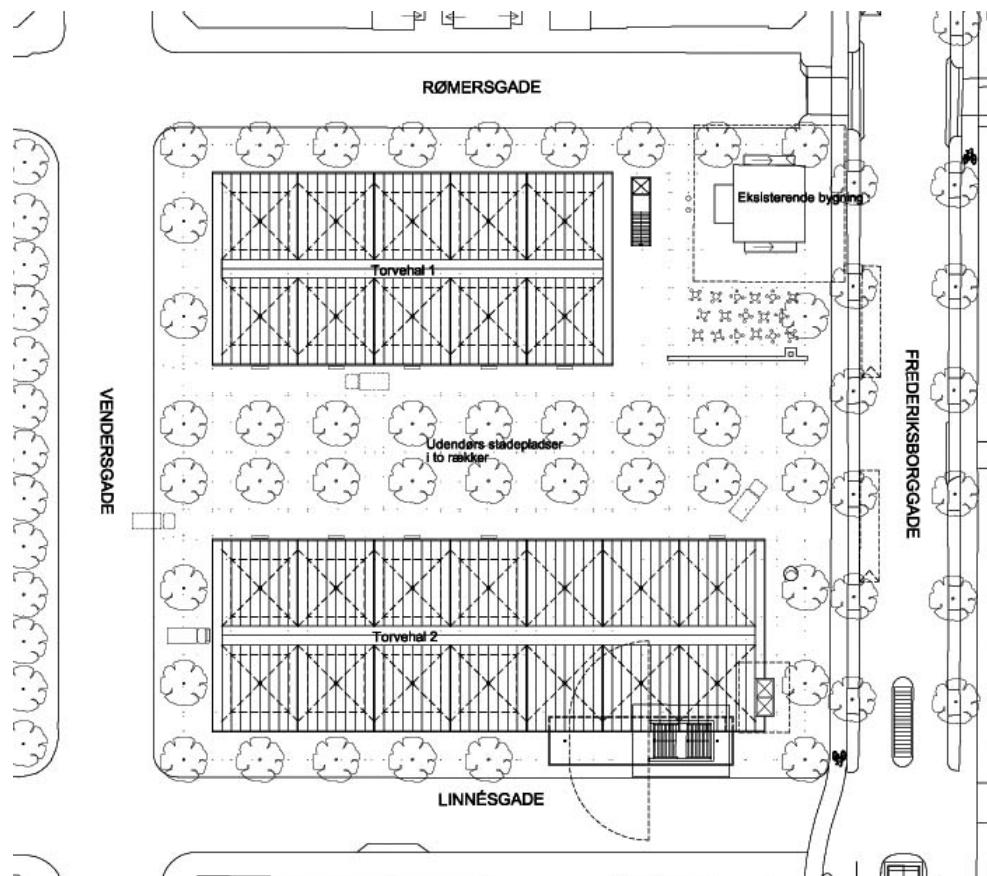 RØMERSGADE
Eksisterende bygning
Torvehal 1
VENDERSGADE
FREDERIKSBORGGADE
Udendørs stadepladser
i to rækker
Torvehal 2
LINNÉSGADE